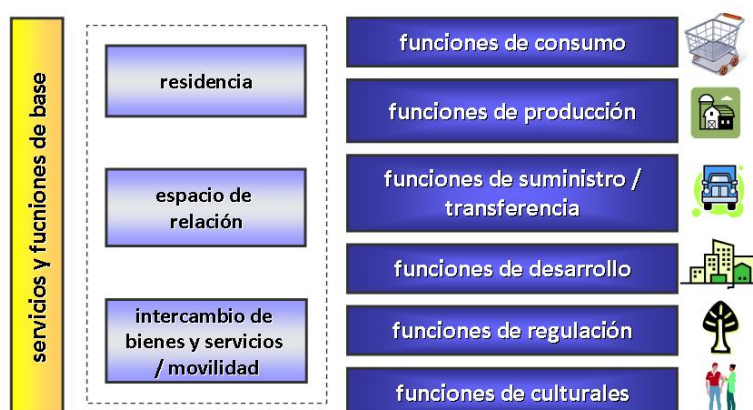 servicios y fucniones de base
residencia
espacio de
relación
intercambio de
bienes y servicios
/ movilidad
funciones de consumo
funciones de producción
funciones de suministro /
transferencia
funciones de desarrollo
funciones de regulación
funciones de culturales